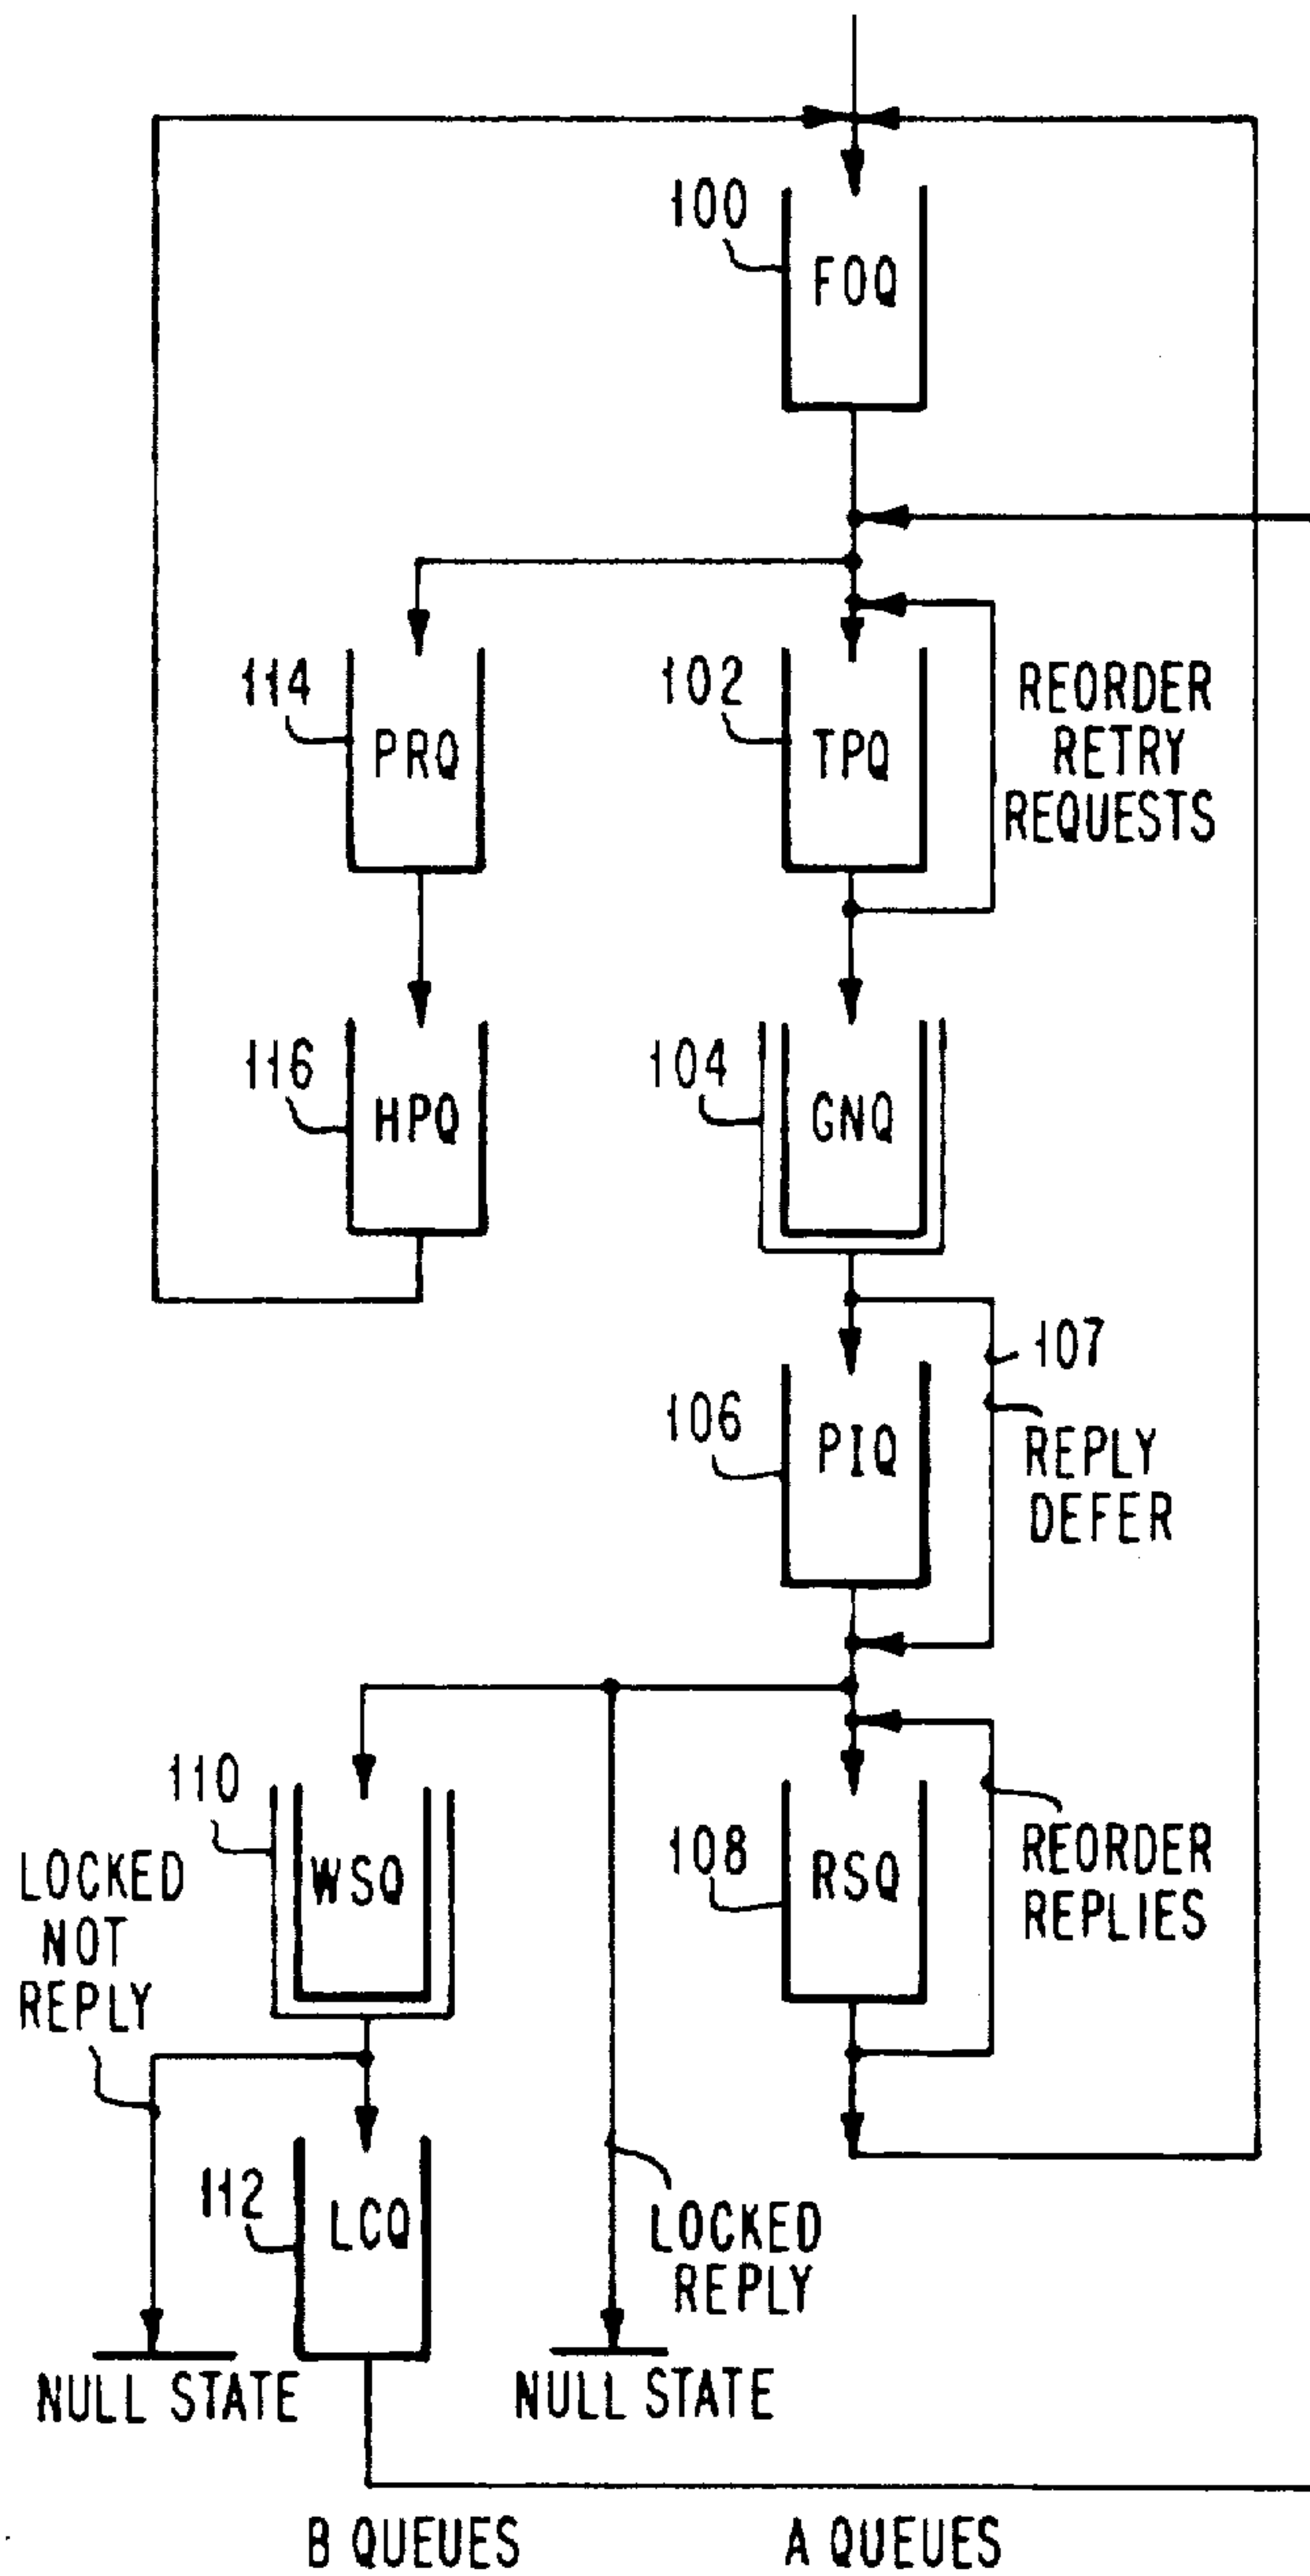 100
FOQ
114
PRQ
102
TPQ
REORDER
RETRY
REQUESTS
116
HPQ
104
GNQ
107
106
PIQ
REPLY
DEFER
110
WSQ
LOCKED
NOT
REPLY
108
RSQ
REORDER
REPLIES
112
LCQ
LOCKED
REPLY
NULL STATE
NULL STATE
B QUEUES
A QUEUES